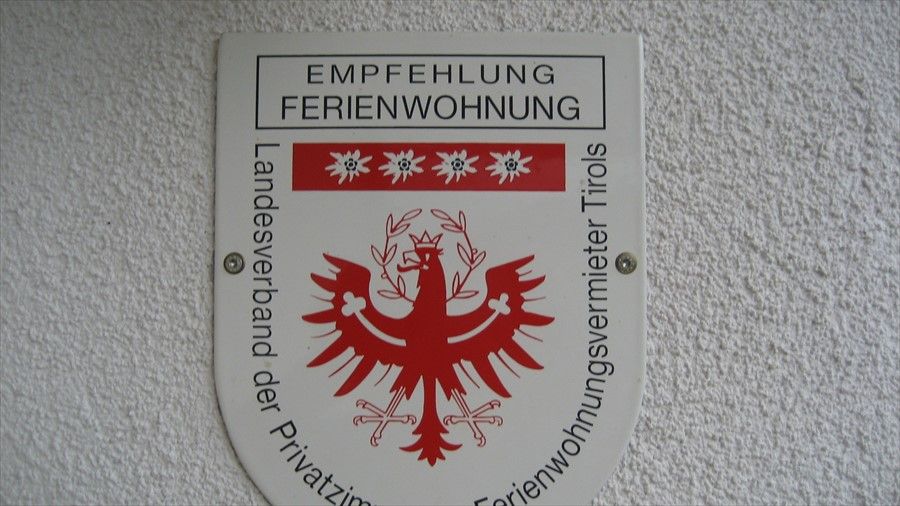 EMPFEHLUNG
FERIENWOHNUNG
Landesverband der
Ferienwohnungsvermieter Tirols